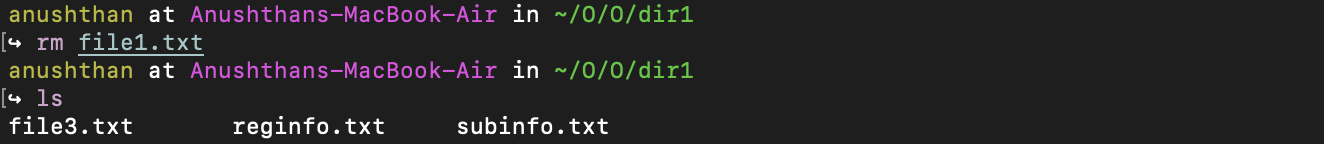 anushthan at Anushthans-MacBook-Air in ~/O/O/dir1
[↪ rm file1.txt
anushthan at Anushthans-MacBook-Air in ~/O/O/dir1
[↪ ls
file3.txt reginfo.txt subinfo.txt